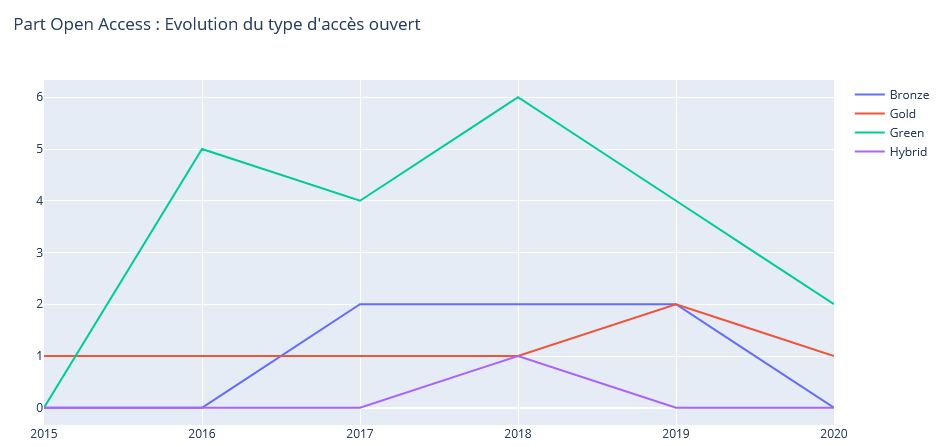 Part Open Access : Evolution du type d'accès ouvert
Bronze
Gold
Green
Hybrid
6
5
4
3
2
1
0
2015 2016 2017 2018 2019 2020